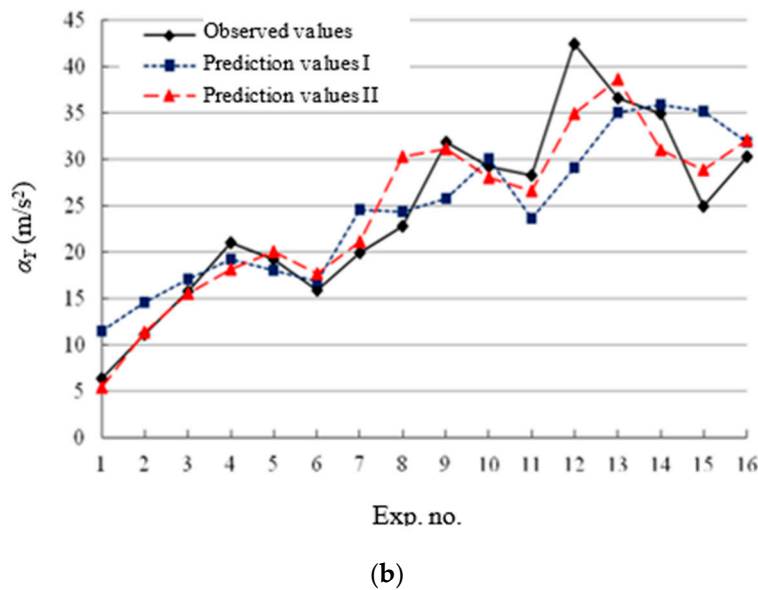 45
40
35
30
25
20
15
10
5
0
Observed values
Prediction values I
Prediction values II
αY (m/s²)
1 2 3 4 5 6 7 8 9 10 11 12 13 14 15 16
Exp. no.
(b)